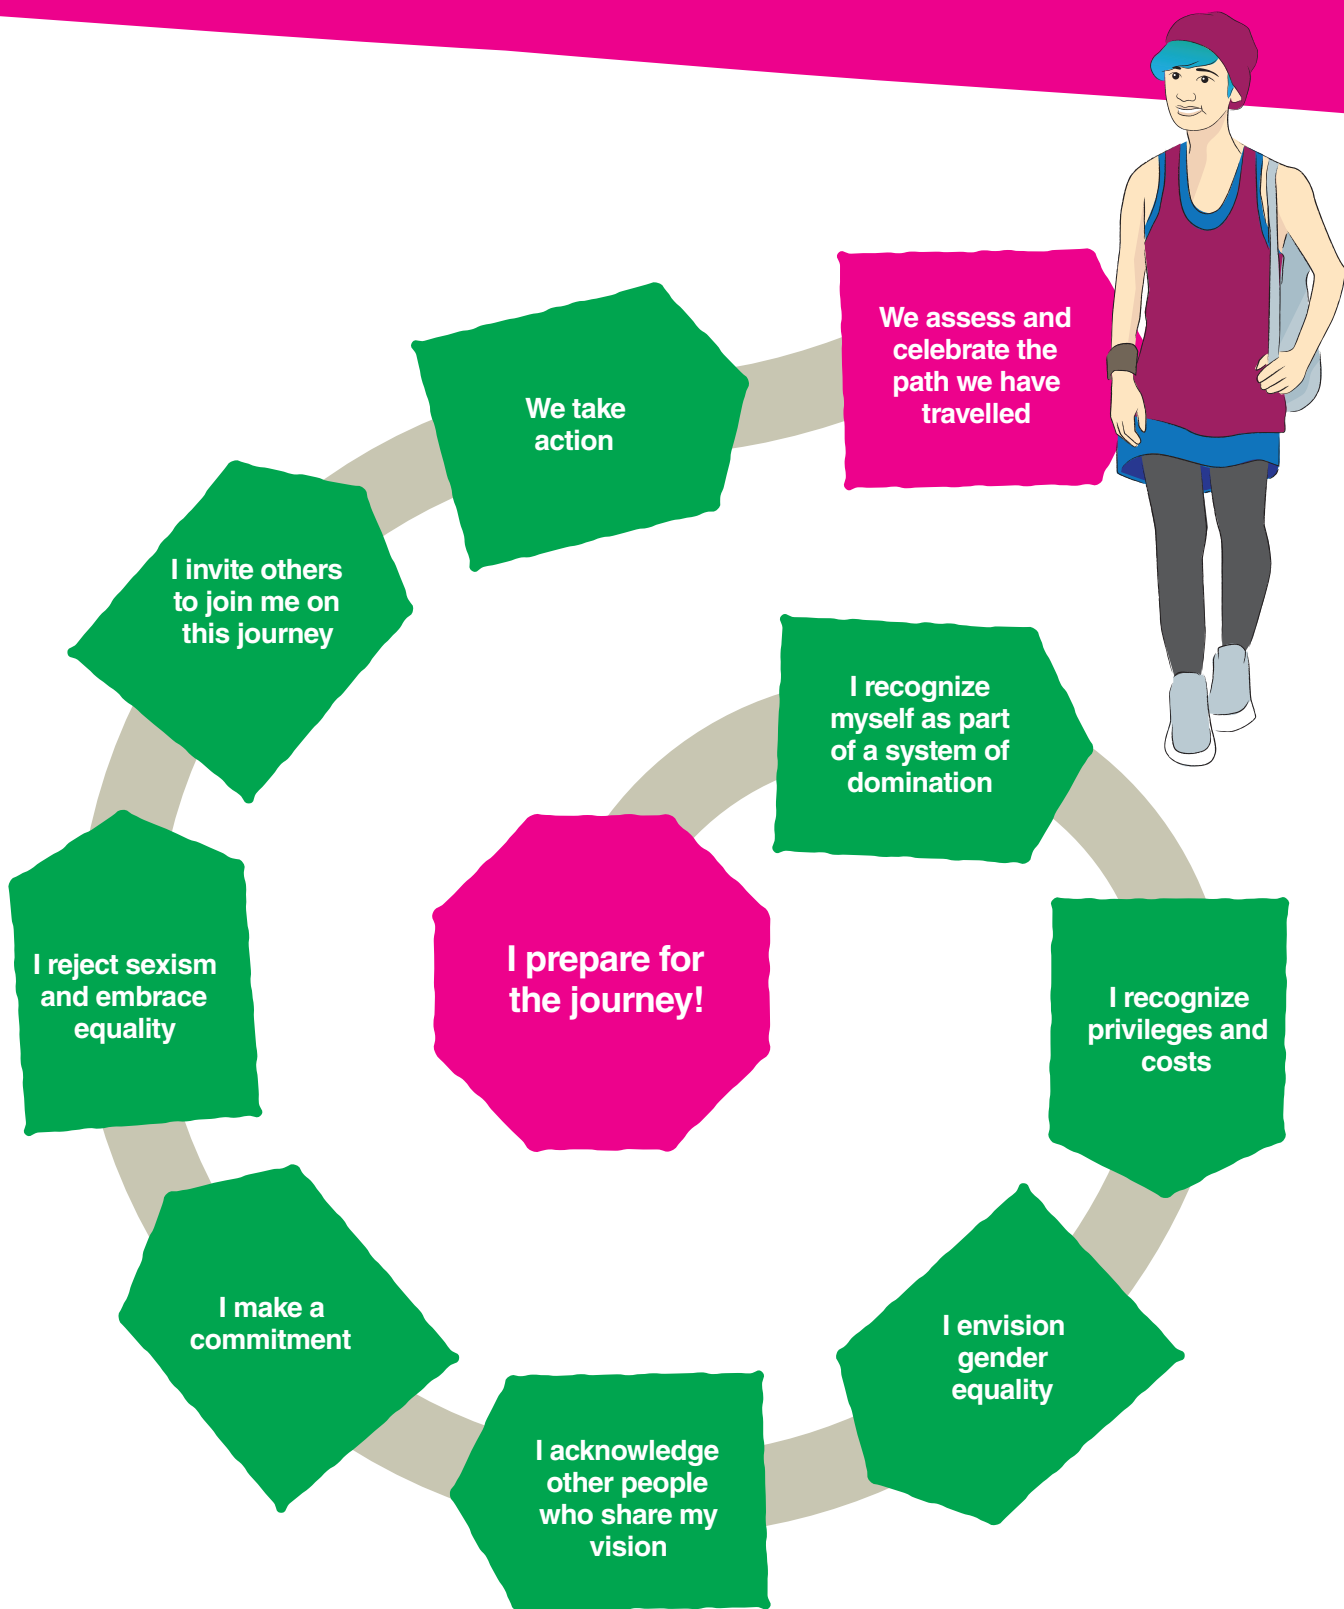 I prepare for
the journey!
I recognize
myself as part
of a system of
domination
I recognize
privileges and
costs
I envision
gender
equality
I acknowledge
other people
who share my
vision
I make a
commitment
I reject sexism
and embrace
equality
I invite others
to join me on
this journey
We take
action
We assess and
celebrate the
path we have
travelled